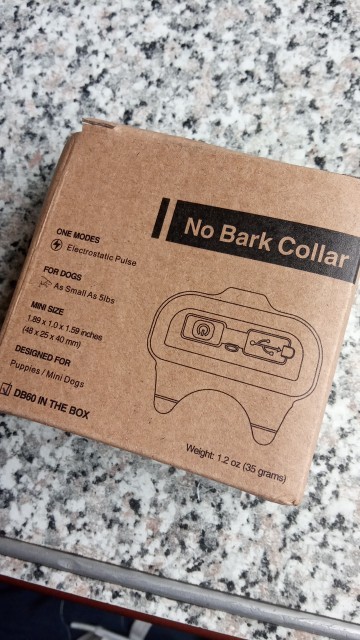 No Bark Collar
ONE MODES
Electrostatic Pulse
FOR DOGS
As Small As 5lbs
MINI SIZE
1.89 x 1.0 x 1.59 inches
(48 x 25 x 40 mm)
DESIGNED FOR
Puppies / Mini Dogs
DB60 IN THE BOX
Weight: 1.2 oz (35 grams)